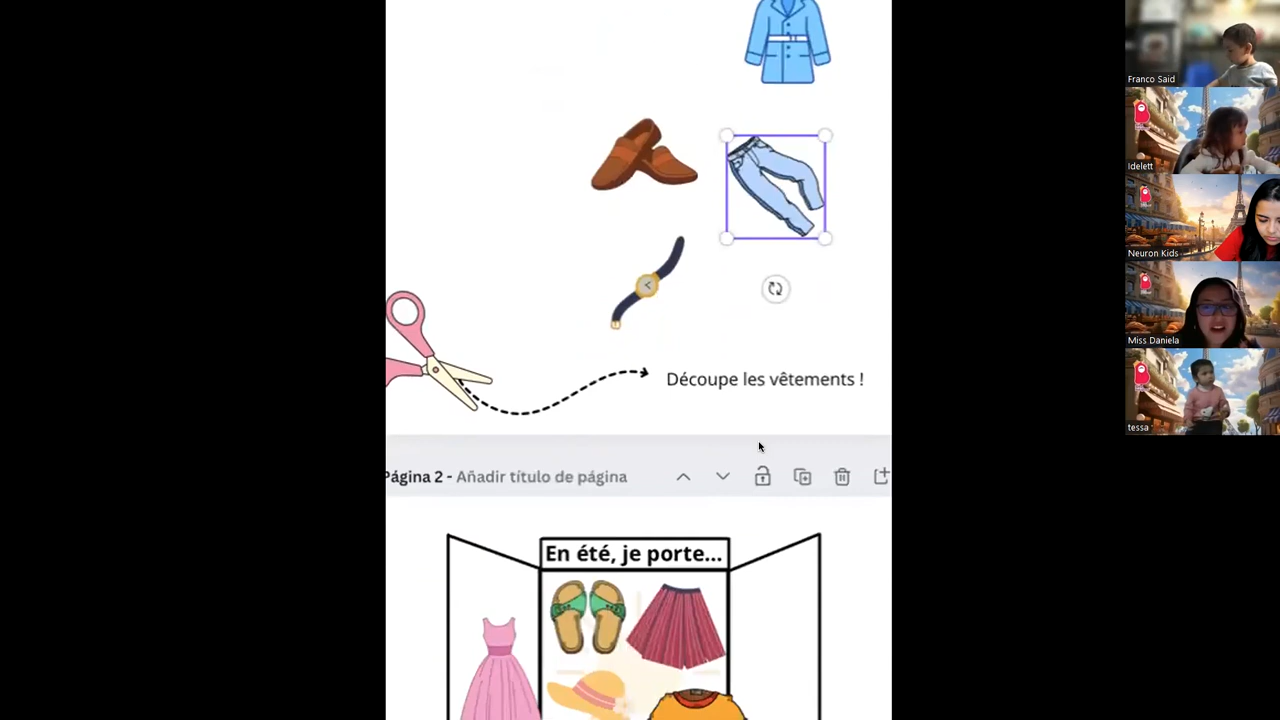 Découpe les vêtements !
Página 2 - Añadir título de página
En été, je porte...
Franco Said
Idelett
Neuron Kids
Miss Daniela
tessa